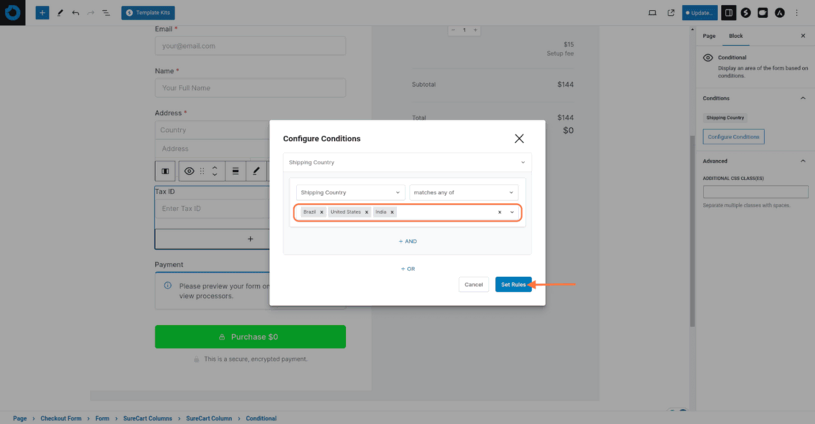 Template Kits
Update..
Email *
your@email.com
Name *
Your Full Name
Address *
Country
Address
Tax ID
Enter Tax ID
+
Payment
Please preview your form on
view processors.
Purchase $0
This is a secure, encrypted payment.
− 1 +
$15
Setup fee
Subtotal
$144
Total
$144
$0
Configure Conditions
Shipping Country
Shipping Country
matches any of
Brazil × United States × India ×
+ AND
+ OR
Cancel
Set Rules
Page
Block
Conditional
Display an area of the form based on
conditions.
Conditions
Shipping Country
Configure Conditions
Advanced
ADDITIONAL CSS CLASS(ES)
Separate multiple classes with spaces.
Page > Checkout Form > Form > SureCart Columns > SureCart Column > Conditional